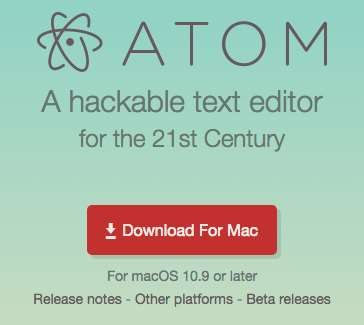 ATOM
A hackable text editor
for the 21st Century
Download For Mac
For macOS 10.9 or later
Release notes - Other platforms - Beta releases